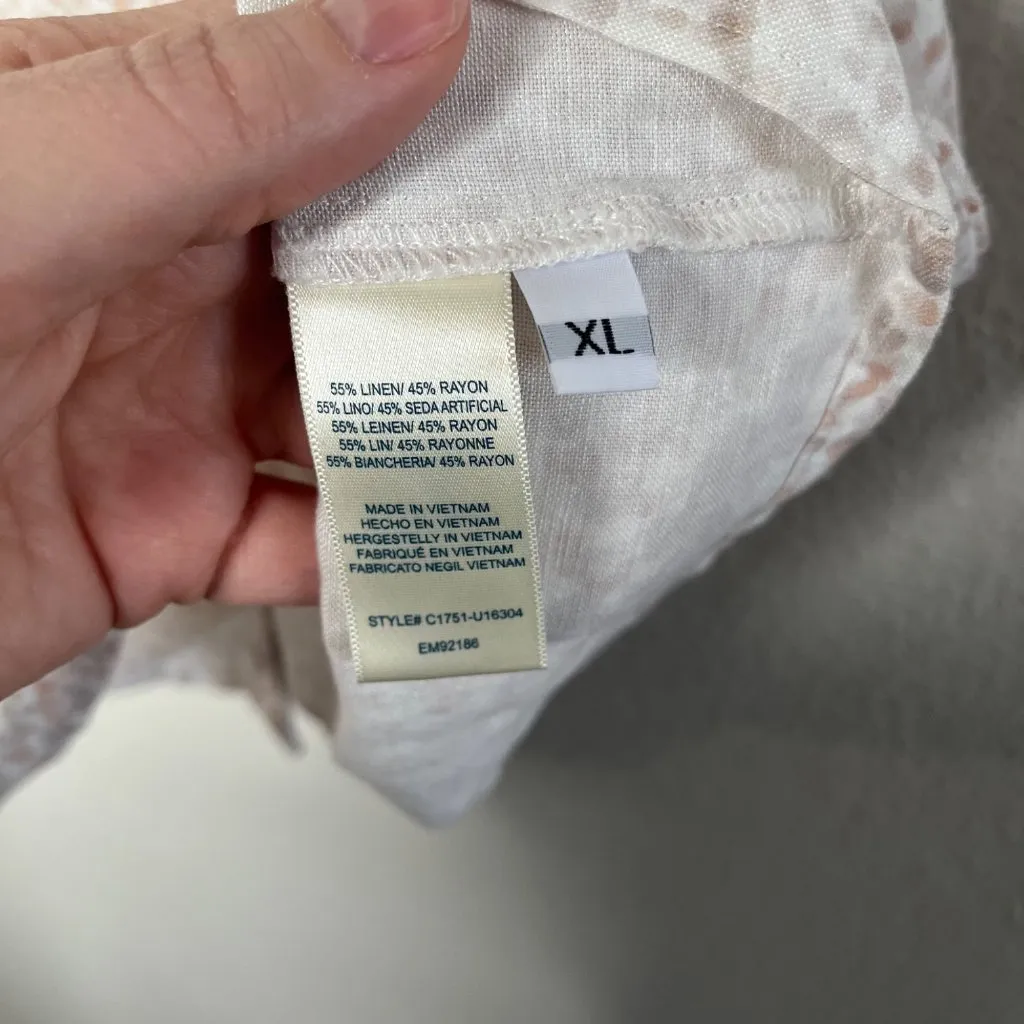 55% LINEN/ 45% RAYON
55% LINO/ 45% SEDA ARTIFICIAL
55% LEINEN/ 45% RAYON
55% LIN/ 45% RAYONNE
55% BIANCHERIA/ 45% RAYON
MADE IN VIETNAM
HECHO EN VIETNAM
HERGESTELLY IN VIETNAM
FABRIQUÉ EN VIETNAM
FABRICATO NEGIL VIETNAM
STYLE# C1751-U16304
EM92186
XL